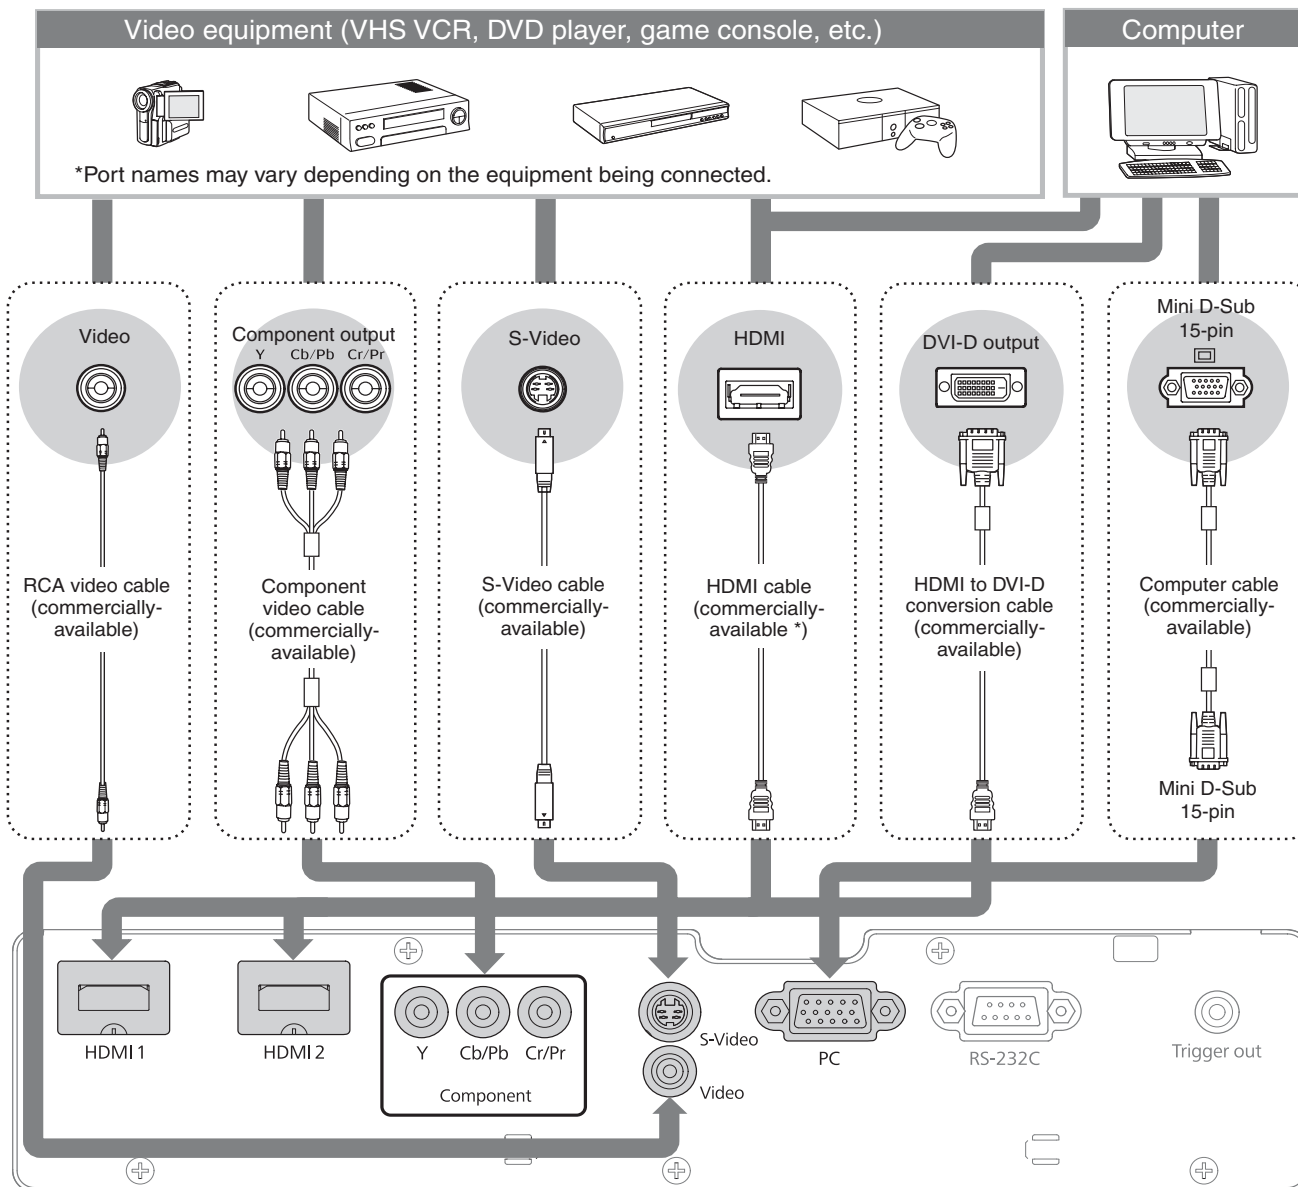 Video equipment (VHS VCR, DVD player, game console, etc.)
Computer
*Port names may vary depending on the equipment being connected.
Video
Component output
Y Cb/Pb Cr/Pr
S-Video
HDMI
DVI-D output
Mini D-Sub
15-pin
RCA video cable
(commercially-
available)
Component
video cable
(commercially-
available)
S-Video cable
(commercially-
available)
HDMI cable
(commercially-
available *)
HDMI to DVI-D
conversion cable
(commercially-
available)
Computer cable
(commercially-
available)
Mini D-Sub
15-pin
HDMI 1
HDMI 2
Y Cb/Pb Cr/Pr
Component
S-Video
Video
PC
RS-232C
Trigger out